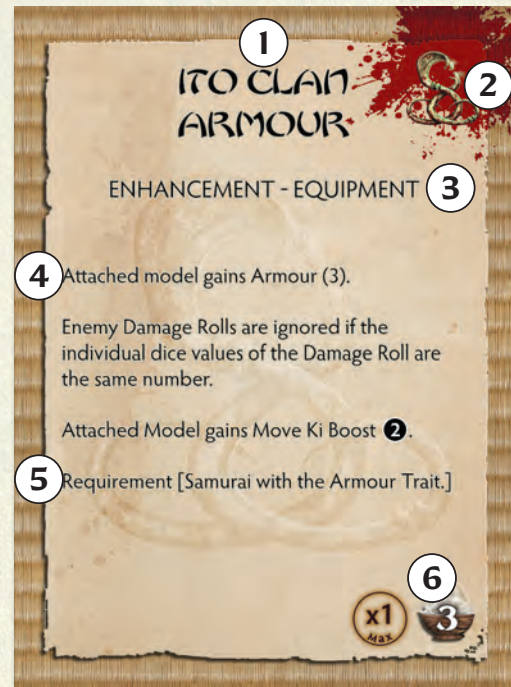 1
ITO CLAN
2
ARMOUR
ENHANCEMENT - EQUIPMENT 3
4 Attached model gains Armour (3).
Enemy Damage Rolls are ignored if the
individual dice values of the Damage Roll are
the same number.
Attached Model gains Move Ki Boost 2.
5 Requirement [Samurai with the Armour Trait.]
6
x1
Max
3